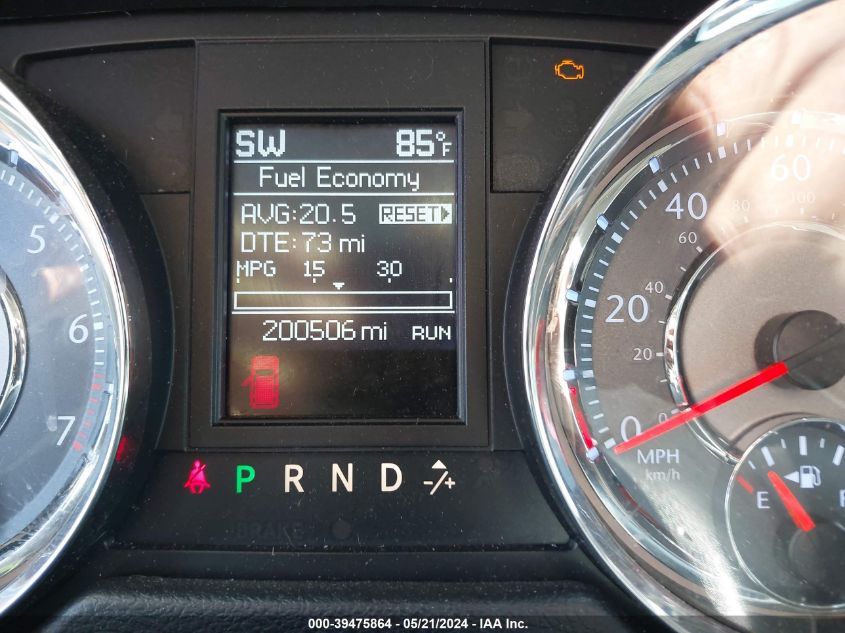 SW 85°F
Fuel Economy
AVG:20.5 RESET
DTE: 73 mi
MPG 15 30
200506 mi RUN
P R N D -/+
5
6
7
0
20
40
60
0
20
40
60
80
100
MPH
km/h
E
F
BRAKE
000-39475864 - 05/21/2024 - IAA Inc.